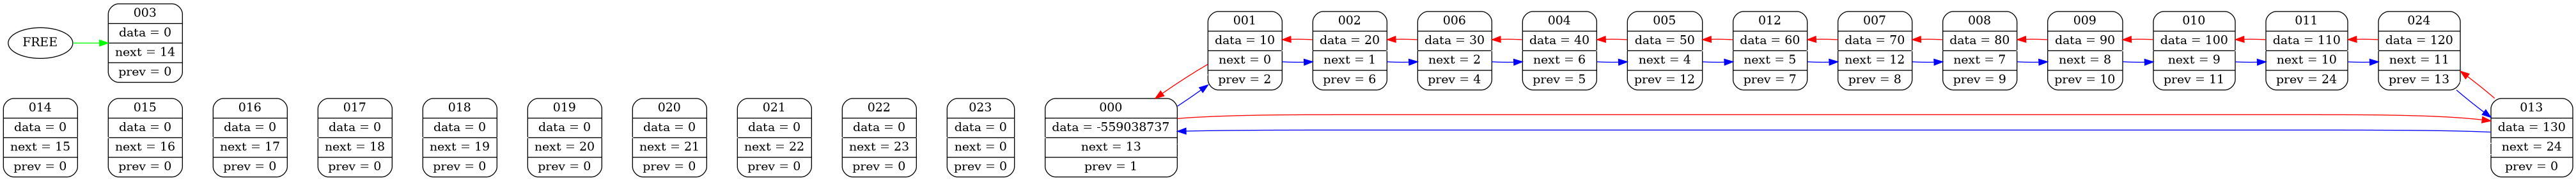 FREE
003
data = 0
next = 14
prev = 0
001
data = 10
next = 0
prev = 2
002
data = 20
next = 1
prev = 6
006
data = 30
next = 2
prev = 4
004
data = 40
next = 6
prev = 5
005
data = 50
next = 4
prev = 12
012
data = 60
next = 5
prev = 7
007
data = 70
next = 12
prev = 8
008
data = 80
next = 7
prev = 9
009
data = 90
next = 8
prev = 10
010
data = 100
next = 9
prev = 11
011
data = 110
next = 10
prev = 24
024
data = 120
next = 11
prev = 13
014
data = 0
next = 15
prev = 0
015
data = 0
next = 16
prev = 0
016
data = 0
next = 17
prev = 0
017
data = 0
next = 18
prev = 0
018
data = 0
next = 19
prev = 0
019
data = 0
next = 20
prev = 0
020
data = 0
next = 21
prev = 0
021
data = 0
next = 22
prev = 0
022
data = 0
next = 23
prev = 0
023
data = 0
next = 0
prev = 0
000
data = -559038737
next = 13
prev = 1
013
data = 130
next = 24
prev = 0